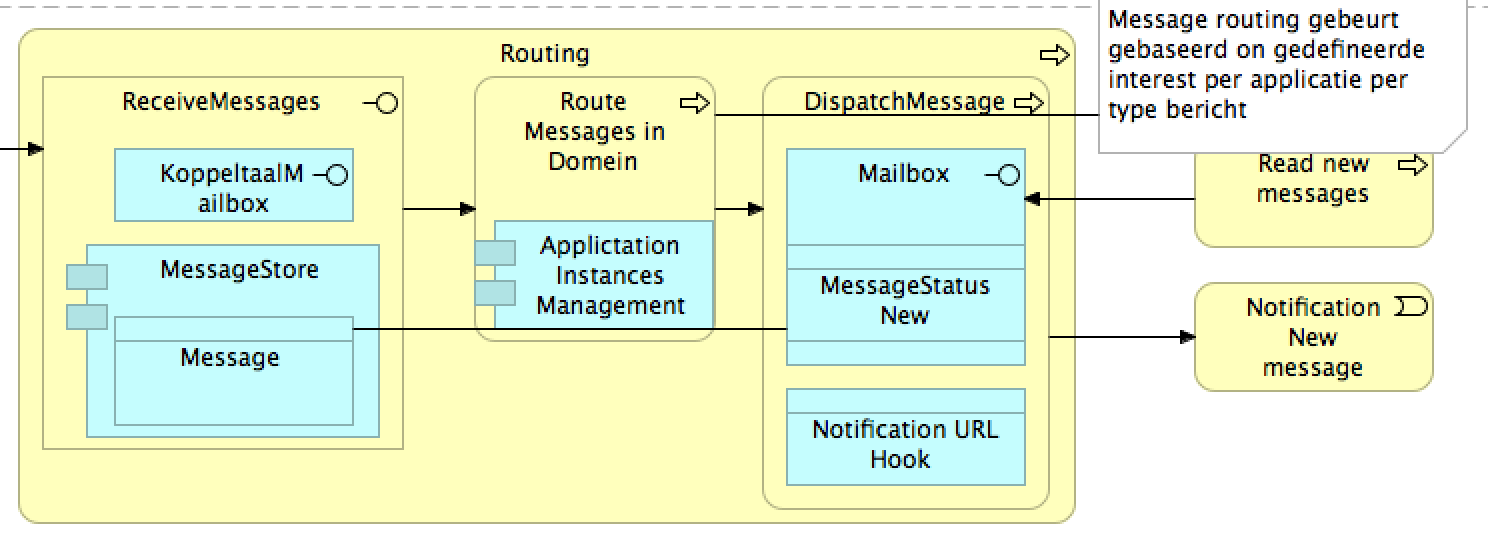 Message routing gebeurt
gebaseerd on gedefineerde
interest per applicatie per
type bericht
Routing
ReceiveMessages
KoppeltaalM
ailbox
MessageStore
Message
Route
Messages in
Domein
Applictation
Instances
Management
DispatchMessage
Mailbox
MessageStatus
New
Notification URL
Hook
Read new
messages
Notification
New
message